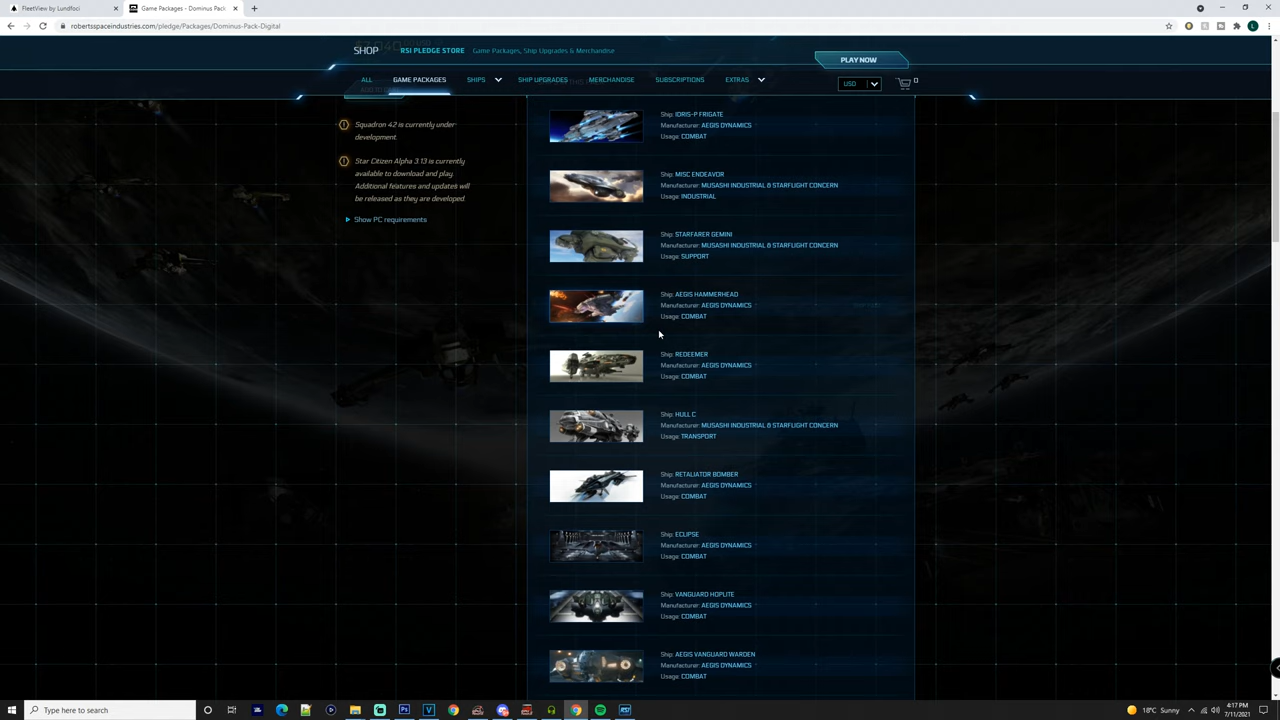 FleetView by Lundfoci
Game Packages - Dominus Pack
robertsspaceindustries.com/pledge/Packages/Dominus-Pack-Digital
SHOP
RSI PLEDGE STORE
Game Packages, Ship Upgrades & Merchandise
PLAY NOW
ALL
GAME PACKAGES
SHIPS
SHIP UPGRADES
MERCHANDISE
SUBSCRIPTIONS
EXTRAS
USD
0
Squadron 42 is currently under
development.
Star Citizen Alpha 3.13 is currently
available to download and play.
Additional features and updates will
be released as they are developed.
Show PC requirements
Ship: IDRIS-P FRIGATE
Manufacturer: AEGIS DYNAMICS
Usage: COMBAT
Ship: MISC ENDEAVOR
Manufacturer: MUSASHI INDUSTRIAL & STARFLIGHT CONCERN
Usage: INDUSTRIAL
Ship: STARFARER GEMINI
Manufacturer: MUSASHI INDUSTRIAL & STARFLIGHT CONCERN
Usage: SUPPORT
Ship: AEGIS HAMMERHEAD
Manufacturer: AEGIS DYNAMICS
Usage: COMBAT
Ship: REDEEMER
Manufacturer: AEGIS DYNAMICS
Usage: COMBAT
Ship: HULL C
Manufacturer: MUSASHI INDUSTRIAL & STARFLIGHT CONCERN
Usage: TRANSPORT
Ship: RETALIATOR BOMBER
Manufacturer: AEGIS DYNAMICS
Usage: COMBAT
Ship: ECLIPSE
Manufacturer: AEGIS DYNAMICS
Usage: COMBAT
Ship: VANGUARD HOPLITE
Manufacturer: AEGIS DYNAMICS
Usage: COMBAT
Ship: AEGIS VANGUARD WARDEN
Manufacturer: AEGIS DYNAMICS
Usage: COMBAT
Type here to search
18°C Sunny
4:17 PM
7/11/2021